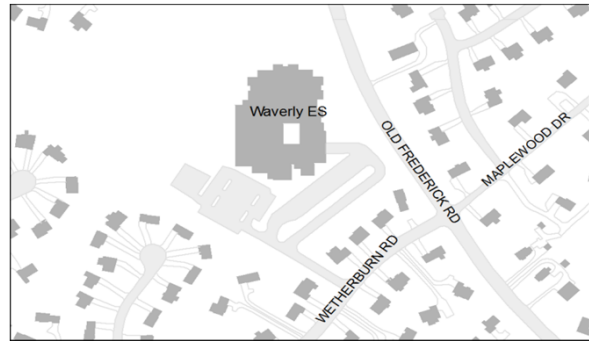 Waverly ES
OLD FREDERICK RD
MAPLEWOOD DR
WETHERBURN RD